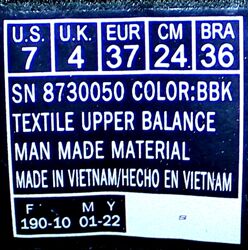 U.S. U.K. EUR CM BRA
7 4 37 24 36
SN 8730050 COLOR:BBK
TEXTILE UPPER BALANCE
MAN MADE MATERIAL
MADE IN VIETNAM/HECHO EN VIETNAM
F M Y
190-10 01-22